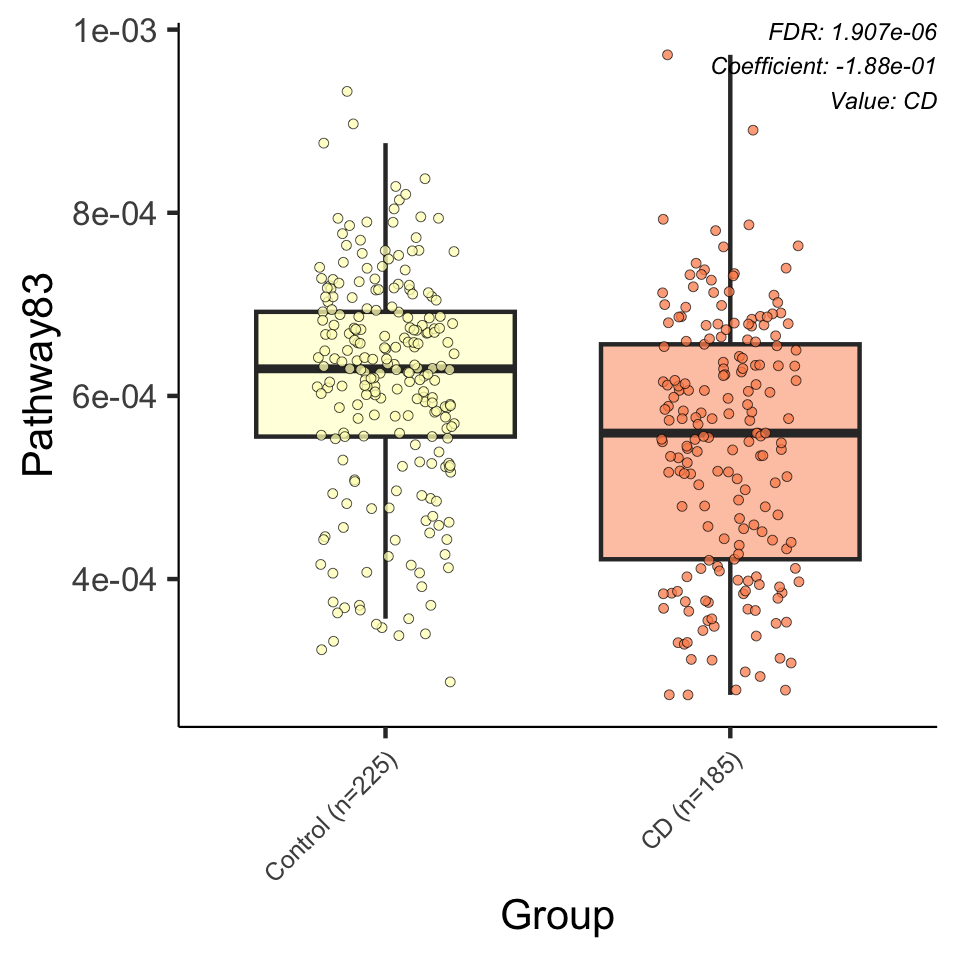 FDR: 1.907e-06
Coefficient: -1.88e-01
Value: CD
1e-03
8e-04
6e-04
4e-04
Pathway83
Control (n=225)
CD (n=185)
Group